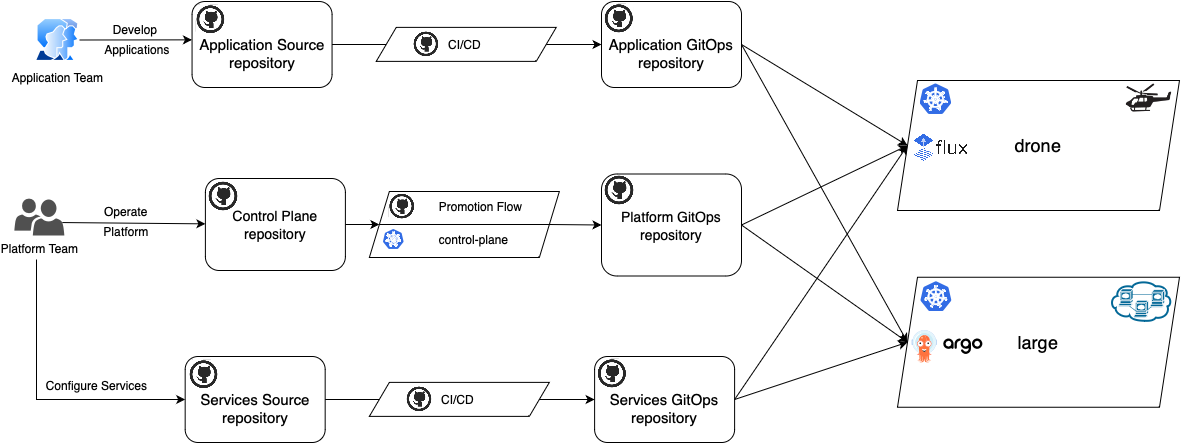 Develop
Applications
Application Team
Application Source
repository
CI/CD
Application GitOps
repository
flux
drone
Operate
Platform
Platform Team
Control Plane
repository
Promotion Flow
control-plane
Platform GitOps
repository
argo
large
Configure Services
Services Source
repository
CI/CD
Services GitOps
repository